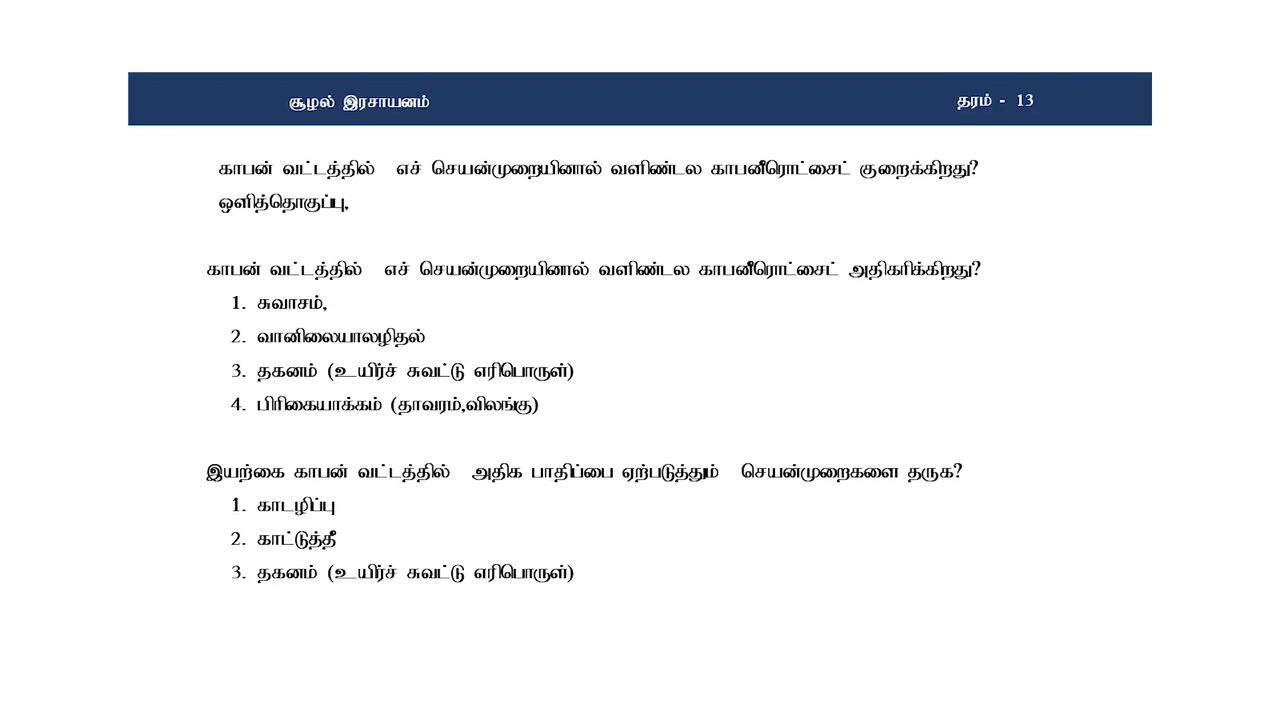 சூழல் இரசாயனம் தரம் - 13
காபன் வட்டத்தில் எச் செயன்முறையினால் வளிண்டல காபனீரொட்சைட் குறைக்கிறது?
ஒளித்தொகுப்பு,
காபன் வட்டத்தில் எச் செயன்முறையினால் வளிண்டல காபனீரொட்சைட் அதிகரிக்கிறது?
1. சுவாசம்,
2. வானிலையாலழிதல்
3. தகனம் (உயிர்ச் சுவட்டு எரிபொருள்)
4. பிரிகையாக்கம் (தாவரம்,விலங்கு)
இயற்கை காபன் வட்டத்தில் அதிக பாதிப்பை ஏற்படுத்தும் செயன்முறைகளை தருக?
1. காடழிப்பு
2. காட்டுத்தீ
3. தகனம் (உயிர்ச் சுவட்டு எரிபொருள்)